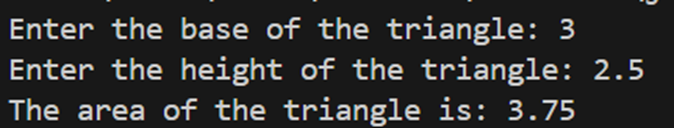 Enter the base of the triangle: 3
Enter the height of the triangle: 2.5
The area of the triangle is: 3.75